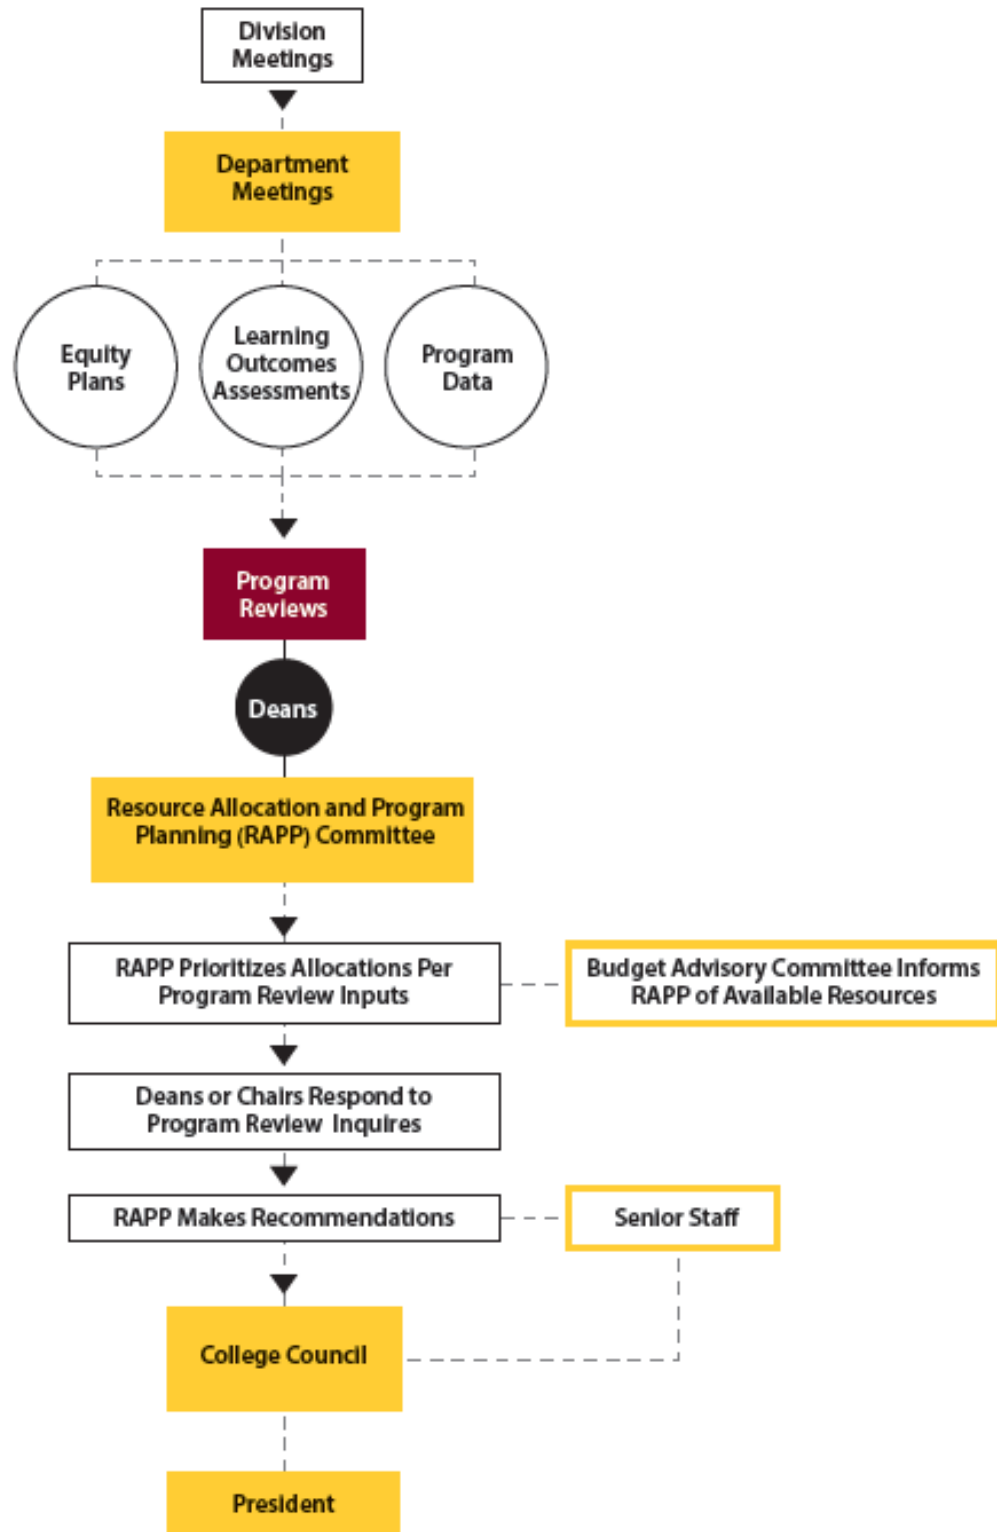 Division
Meetings
Department
Meetings
Equity
Plans
Learning
Outcomes
Assessments
Program
Data
Program
Reviews
Deans
Resource Allocation and Program
Planning (RAPP) Committee
RAPP Prioritizes Allocations Per
Program Review Inputs
Budget Advisory Committee Informs
RAPP of Available Resources
Deans or Chairs Respond to
Program Review Inquires
RAPP Makes Recommendations
Senior Staff
College Council
President